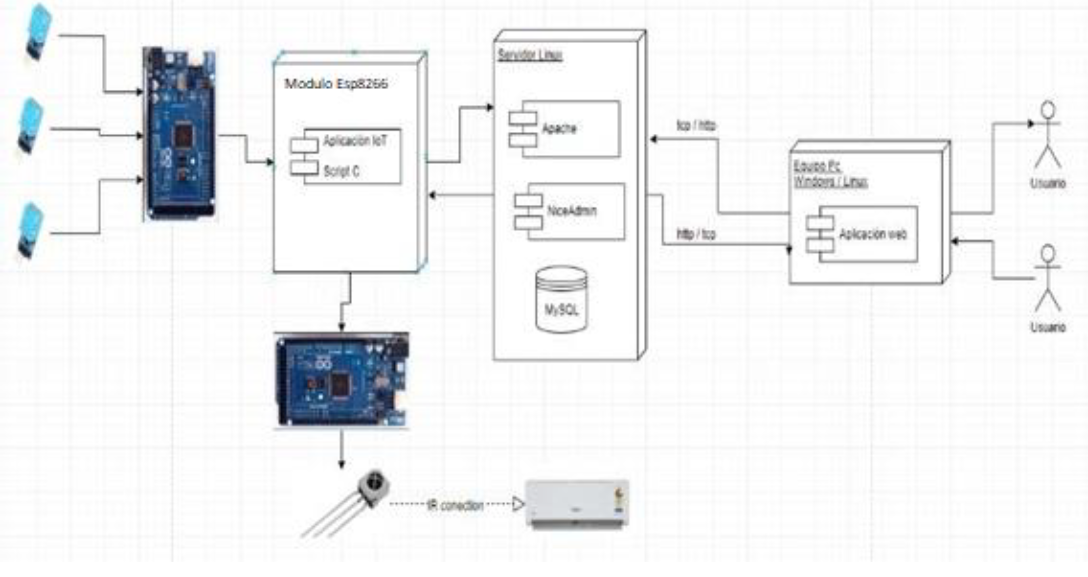 Modulo Esp8266
Aplicación IoT
Script C
Servidor Linux
Apache
NiceAdmin
MySQL
tcp / http
http / tcp
Equipo Pc
Windows / Linux
Aplicación web
Usuario
Usuario
IR conection